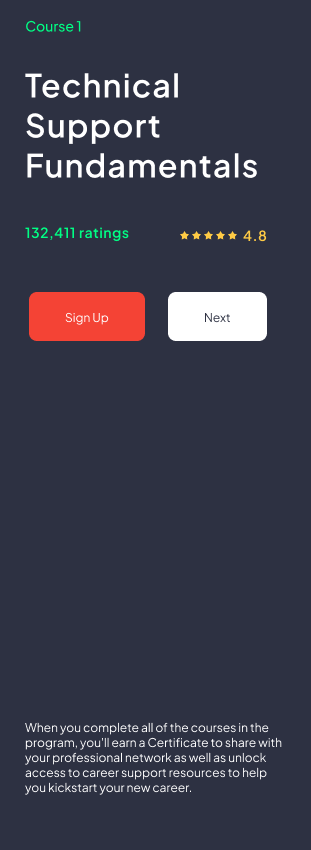 Course 1
Technical
Support
Fundamentals
132,411 ratings
4.8
Sign Up
Next
When you complete all of the courses in the
program, you'll earn a Certificate to share with
your professional network as well as unlock
access to career support resources to help
you kickstart your new career.